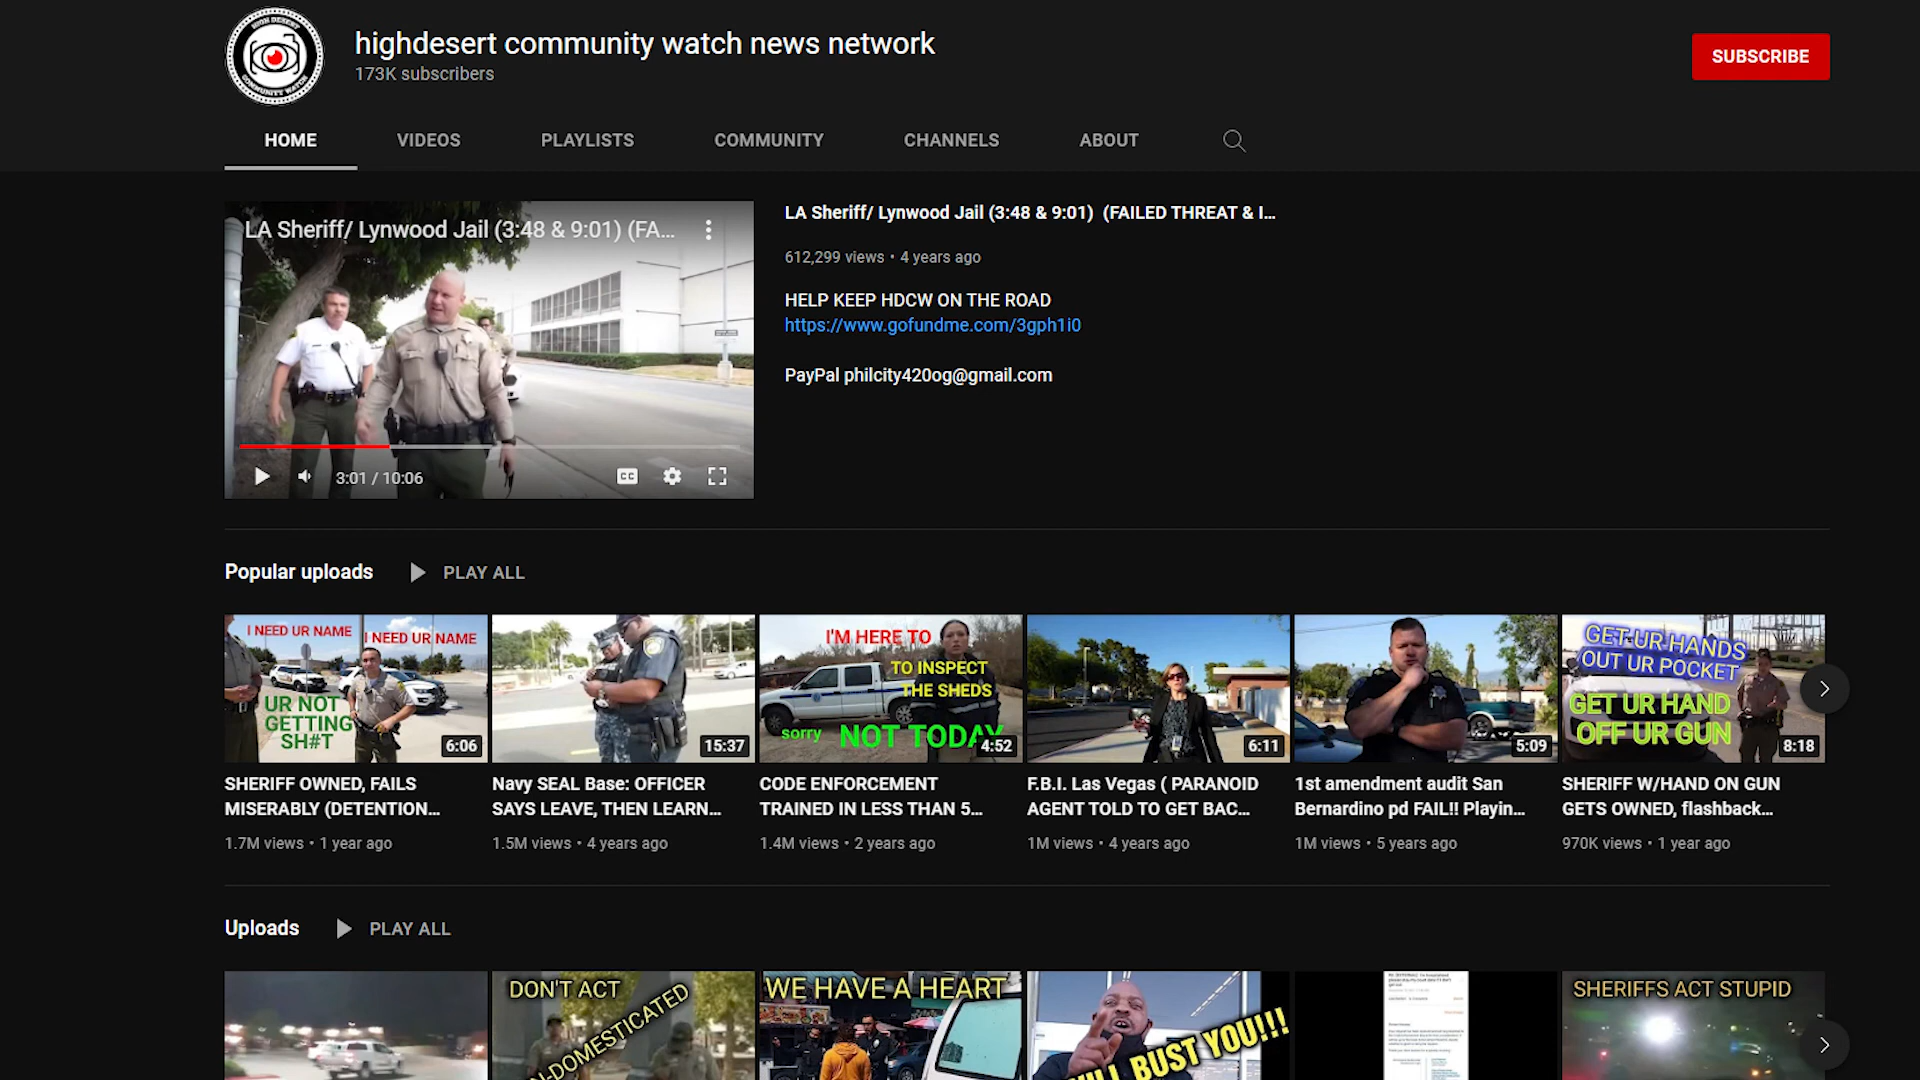 HIGH DESERT
COMMUNITY WATCH
highdesert community watch news network
173K subscribers
SUBSCRIBE
HOME
VIDEOS
PLAYLISTS
COMMUNITY
CHANNELS
ABOUT
LA Sheriff/ Lynwood Jail (3:48 & 9:01) (FA...
3:01 / 10:06
CC
LA Sheriff/ Lynwood Jail (3:48 & 9:01) (FAILED THREAT & I...
612,299 views • 4 years ago
HELP KEEP HDCW ON THE ROAD
https://www.gofundme.com/3gph1i0
PayPal philcity420og@gmail.com
Popular uploads
PLAY ALL
I NEED UR NAME
I NEED UR NAME
UR NOT
GETTING
SH#T
6:06
SHERIFF OWNED, FAILS
MISERABLY (DETENTION...
1.7M views • 1 year ago
15:37
Navy SEAL Base: OFFICER
SAYS LEAVE, THEN LEARN...
1.5M views • 4 years ago
I'M HERE TO
TO INSPECT
THE SHEDS
sorry
NOT TODAY
4:52
CODE ENFORCEMENT
TRAINED IN LESS THAN 5...
1.4M views • 2 years ago
6:11
F.B.I. Las Vegas ( PARANOID
AGENT TOLD TO GET BAC...
1M views • 4 years ago
5:09
1st amendment audit San
Bernardino pd FAIL!! Playin...
1M views • 5 years ago
GET UR HANDS
OUT UR POCKET
GET UR HAND
OFF UR GUN
8:18
SHERIFF W/HAND ON GUN
GETS OWNED, flashback...
970K views • 1 year ago
Uploads
PLAY ALL
DON'T ACT
N-DOMESTICATED
WE HAVE A HEART
BUST YOU!!!
SHERIFFS ACT STUPID